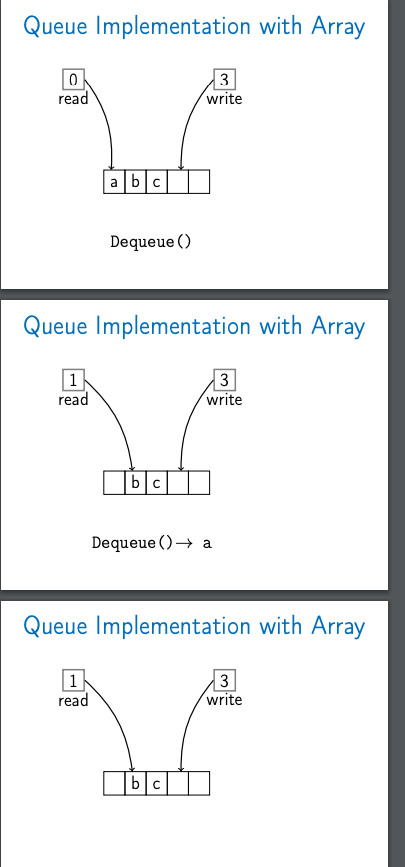 Queue Implementation with Array
0 3
read write
a b c
Dequeue()
Queue Implementation with Array
1 3
read write
b c
Dequeue()→ a
Queue Implementation with Array
1 3
read write
b c